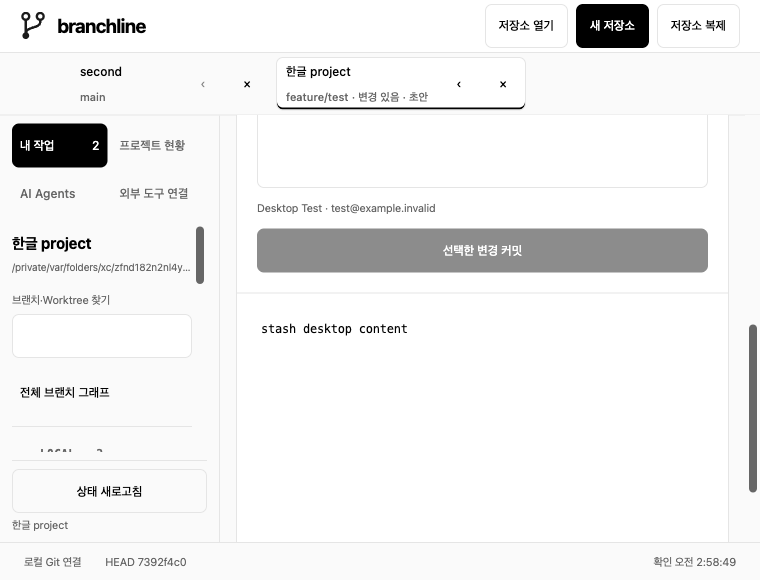 branchline
저장소 열기
새 저장소
저장소 복제
second
main
한글 project
feature/test · 변경 있음 · 초안
내 작업 2
프로젝트 현황
AI Agents
외부 도구 연결
한글 project
/private/var/folders/xc/zfnd182n2nl4y...
브랜치·Worktree 찾기
전체 브랜치 그래프
상태 새로고침
한글 project
Desktop Test · test@example.invalid
선택한 변경 커밋
stash desktop content
로컬 Git 연결
HEAD 7392f4c0
확인 오전 2:58:49